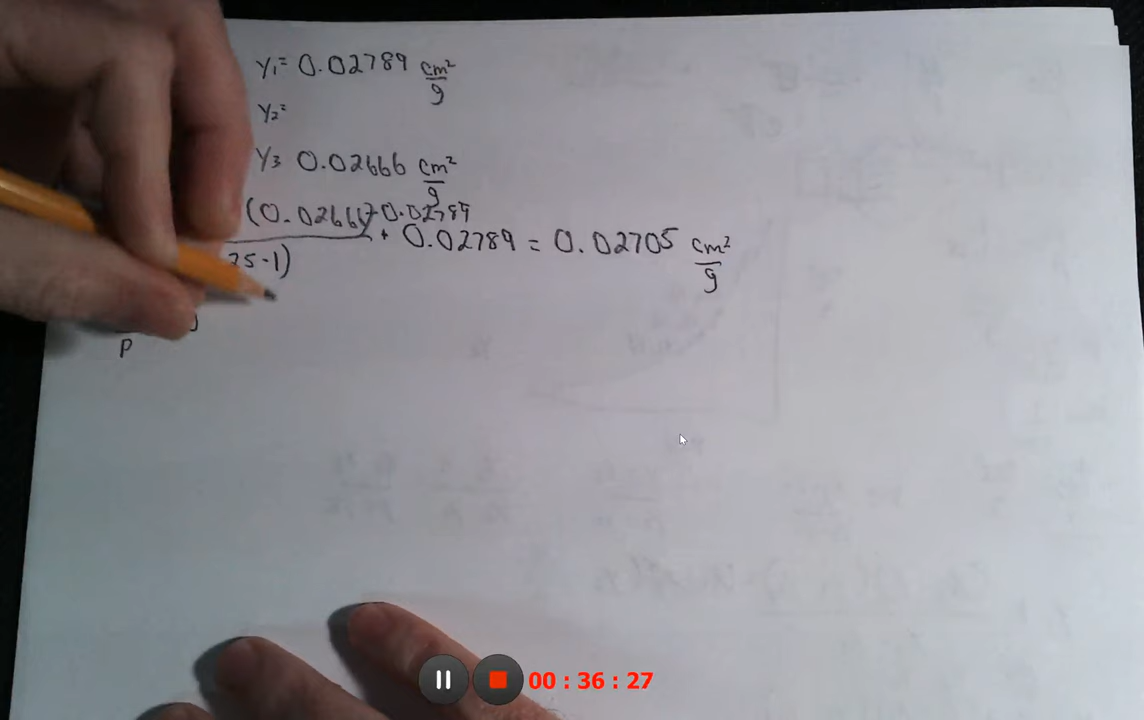 Y₁= 0.02789 cm²/g
Y₂=
Y₃ 0.02666 cm²/g
(0.02666-0.02789
+ 0.02789 = 0.02705 cm²/g
25-1)
P
00 : 36 : 27